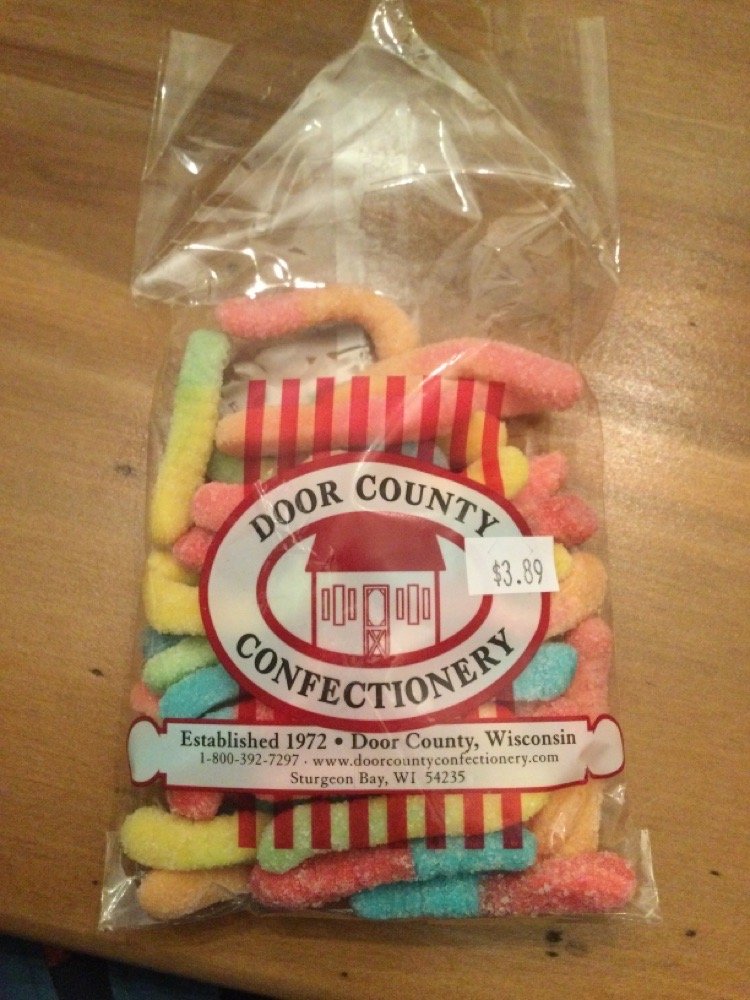 DOOR COUNTY
$3.89
CONFECTIONERY
Established 1972 • Door County, Wisconsin
1-800-392-7297 · www.doorcountyconfectionery.com
Sturgeon Bay, WI 54235